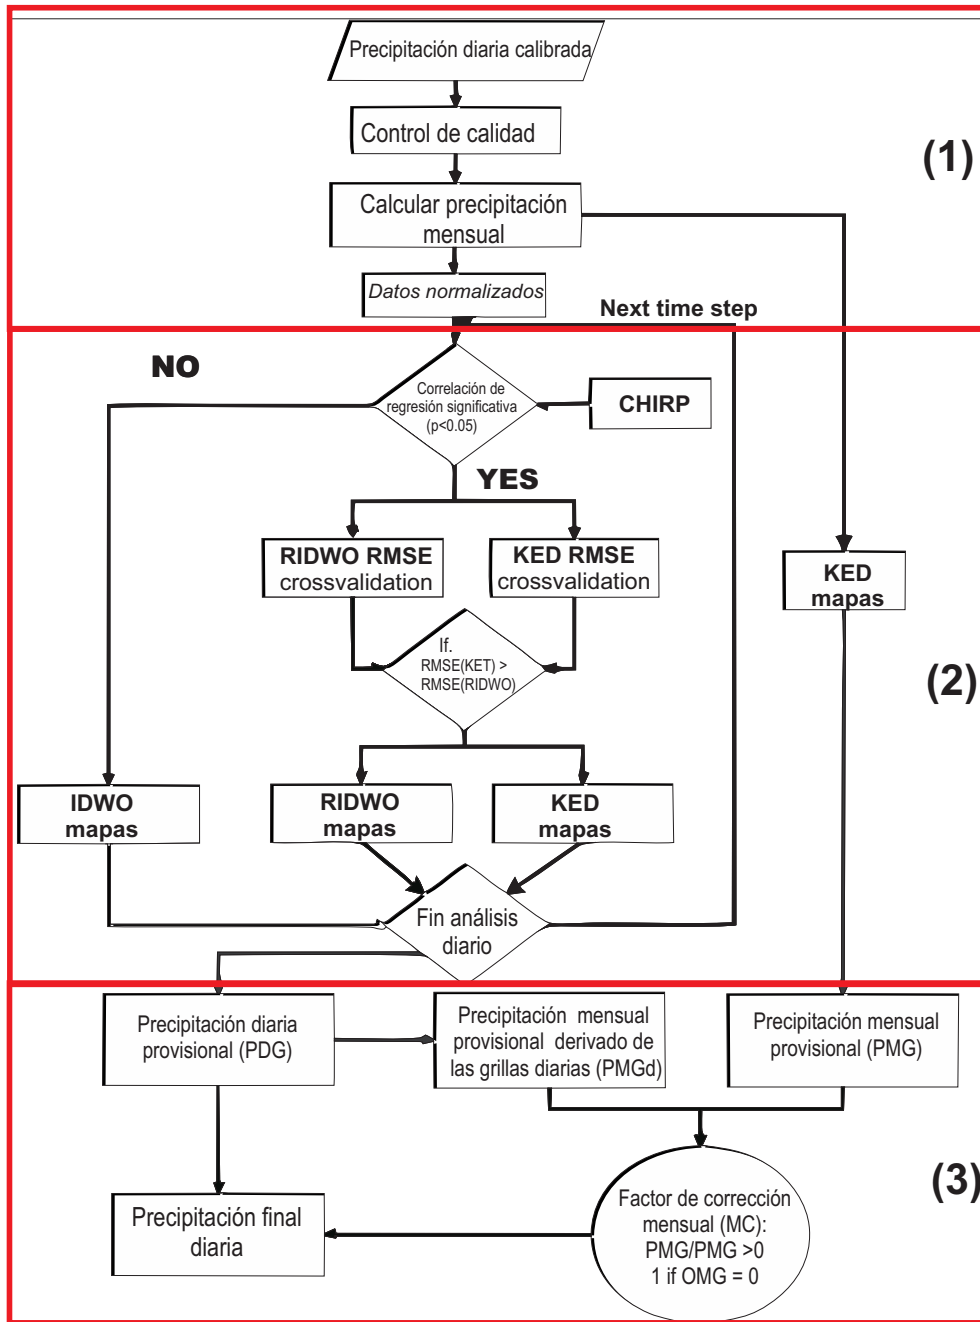 Precipitación diaria calibrada
Control de calidad
(1)
Calcular precipitación
mensual
Datos normalizados
Next time step
NO
Correlación de
regresión significativa
(p<0.05)
CHIRP
YES
RIDWO RMSE
crossvalidation
KED RMSE
crossvalidation
KED
mapas
If.
RMSE(KET) >
RMSE(RIDWO)
(2)
IDWO
mapas
RIDWO
mapas
KED
mapas
Fin análisis
diario
Precipitación diaria
provisional (PDG)
Precipitación mensual
provisional derivado de
las grillas diarias (PMGd)
Precipitación mensual
provisional (PMG)
(3)
Precipitación final
diaria
Factor de corrección
mensual (MC):
PMG/PMG >0
1 if OMG = 0